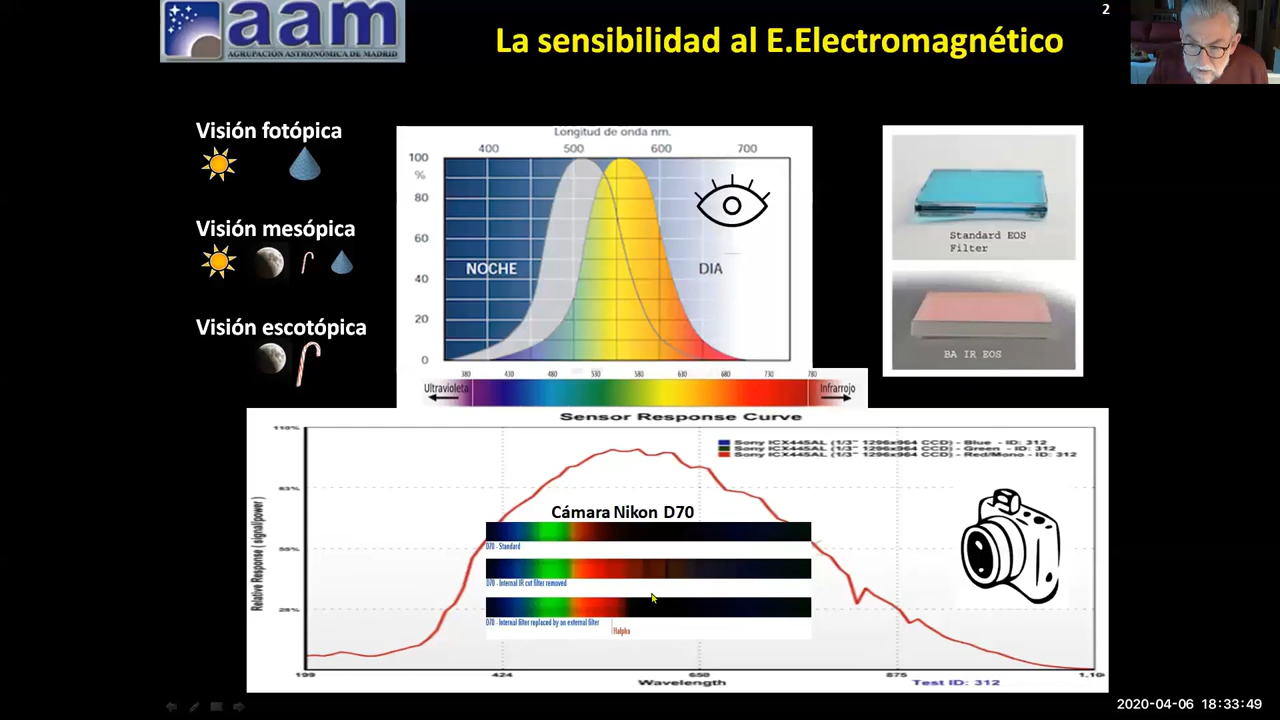 aam
AGRUPACIÓN ASTRONÓMICA DE MADRID
La sensibilidad al E.Electromagnético
2
Visión fotópica
Visión mesópica
Visión escotópica
Longitud de onda nm.
400 500 600 700
100
%
80
60
40
20
0
NOCHE
DIA
Standard EOS
Filter
BA IR EOS
380 430 480 530 580 630 680 730 780
Ultravioleta
Infrarrojo
Sensor Response Curve
110%
83%
55%
28%
Relative Response ( signal/power )
Sony ICX445AL (1/3" 1296x964 CCD) - Blue - ID: 312
Sony ICX445AL (1/3" 1296x964 CCD) - Green - ID: 312
Sony ICX445AL (1/3" 1296x964 CCD) - Red/Mono - ID: 312
Cámara Nikon D70
D70 - Standard
D70 - Internal IR cut filter removed
D70 - Internal filter replaced by an external filter
Halpha
199 424 650 875 1,10
Wavelength
Test ID: 312
2020-04-06 18:33:49